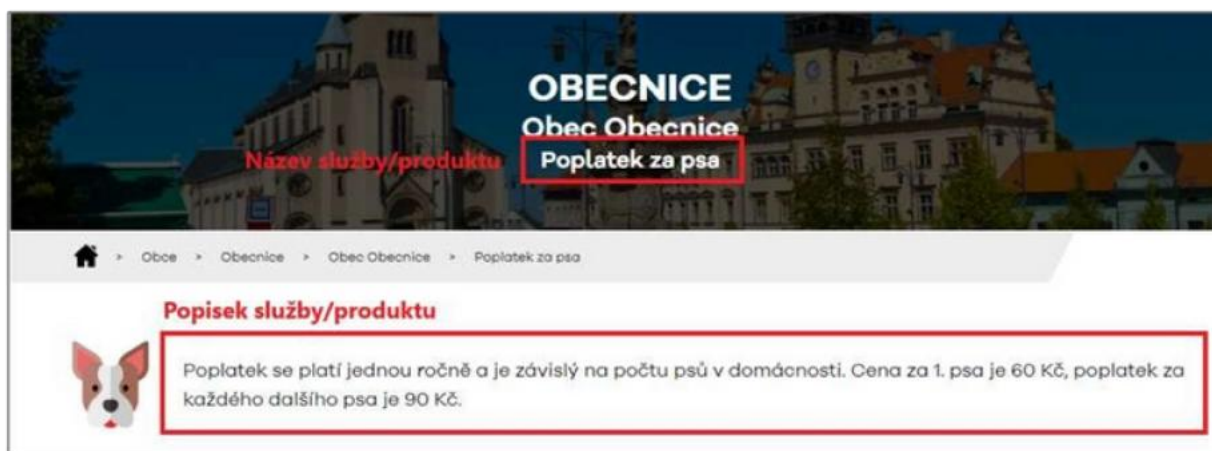 OBECNICE
Obec Obecnice
Název služby/produktu Poplatek za psa
> Obce > Obecnice > Obec Obecnice > Poplatek za psa
Popisek služby/produktu
Poplatek se platí jednou ročně a je závislý na počtu psů v domácnosti. Cena za 1. psa je 60 Kč, poplatek za
každého dalšího psa je 90 Kč.